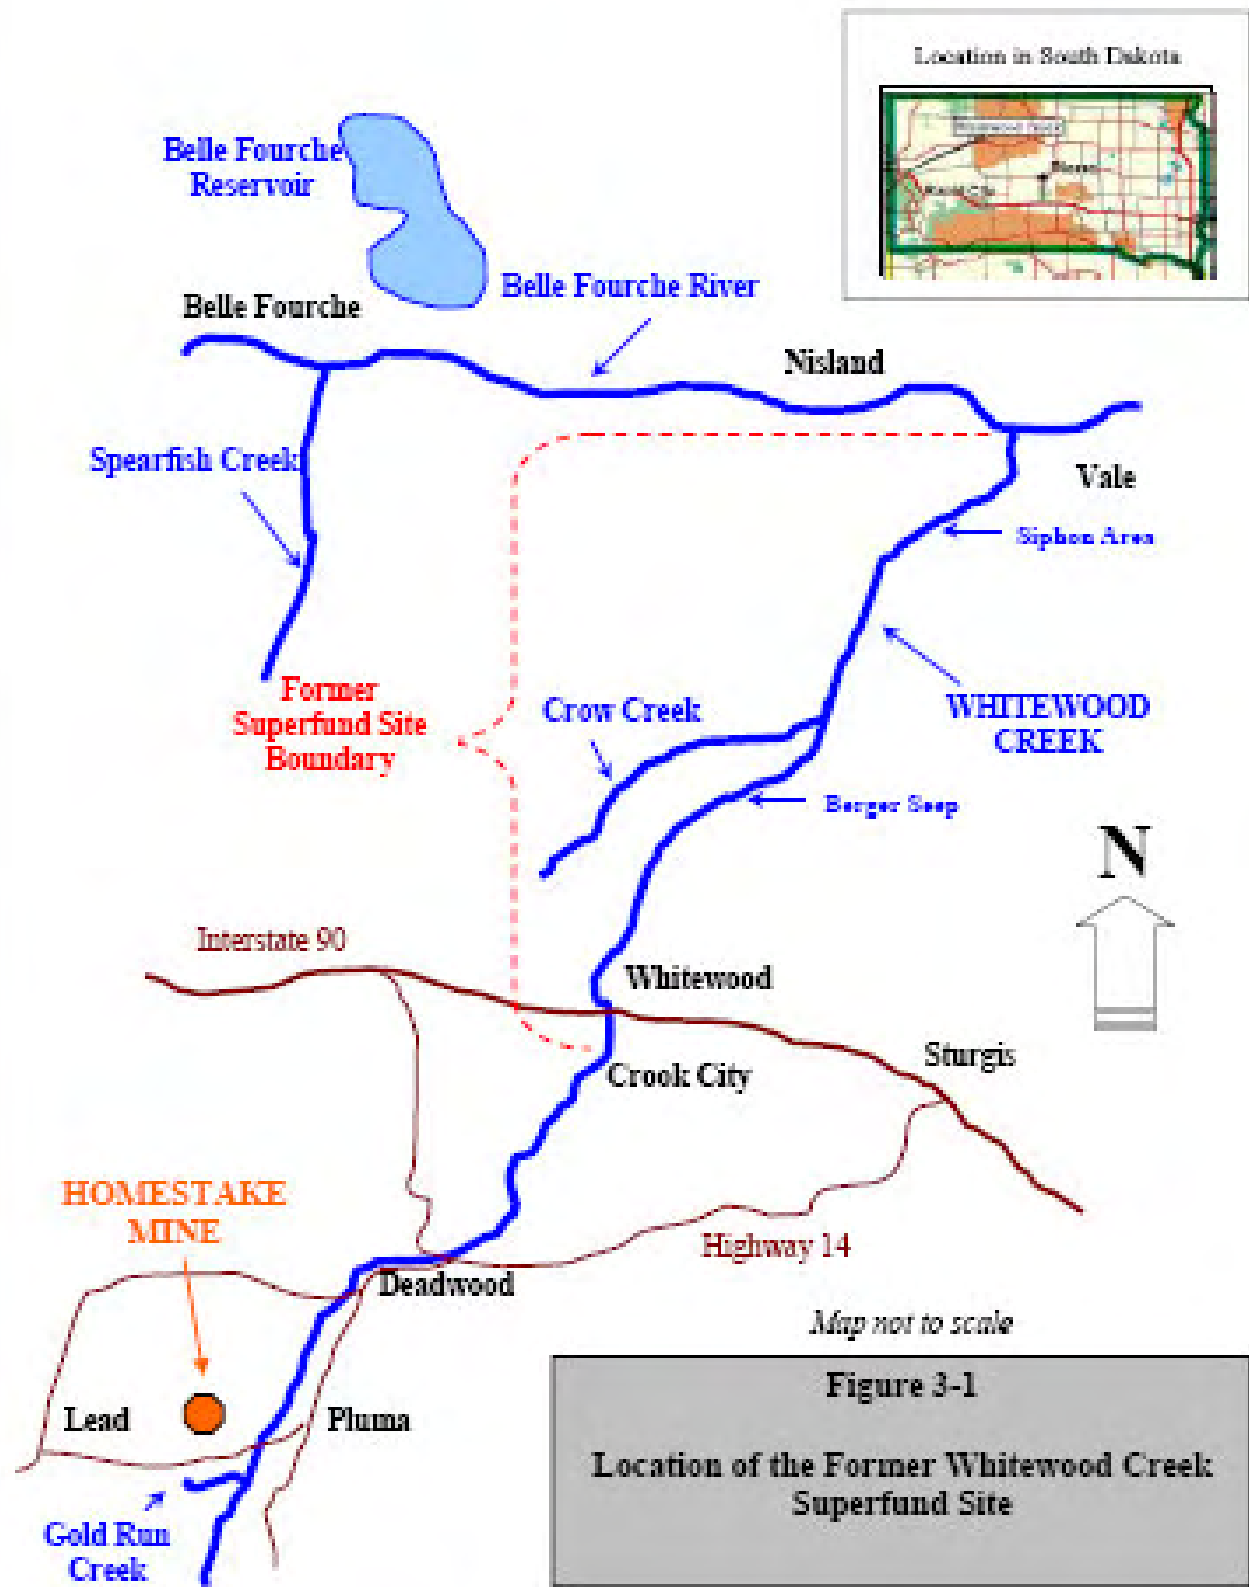 Location in South Dakota
Rapid City
Pierre
Belle Fourche
Reservoir
Belle Fourche River
Belle Fourche
Nisland
Spearfish Creek
Vale
Siphon Area
Former
Superfund Site
Boundary
Crow Creek
WHITEWOOD
CREEK
Berger Seep
N
Interstate 90
Whitewood
Sturgis
Crook City
HOMESTAKE
MINE
Highway 14
Deadwood
Map not to scale
Lead
Pluma
Gold Run
Creek
Figure 3-1
Location of the Former Whitewood Creek
Superfund Site